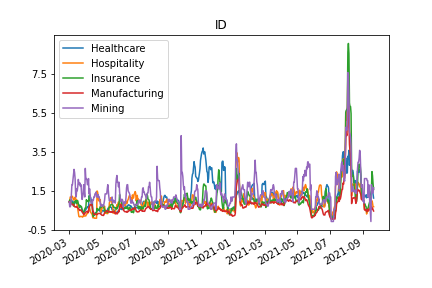 ID
Healthcare
Hospitality
Insurance
Manufacturing
Mining
7.5
5.5
3.5
1.5
-0.5
2020-03
2020-05
2020-07
2020-09
2020-11
2021-01
2021-03
2021-05
2021-07
2021-09